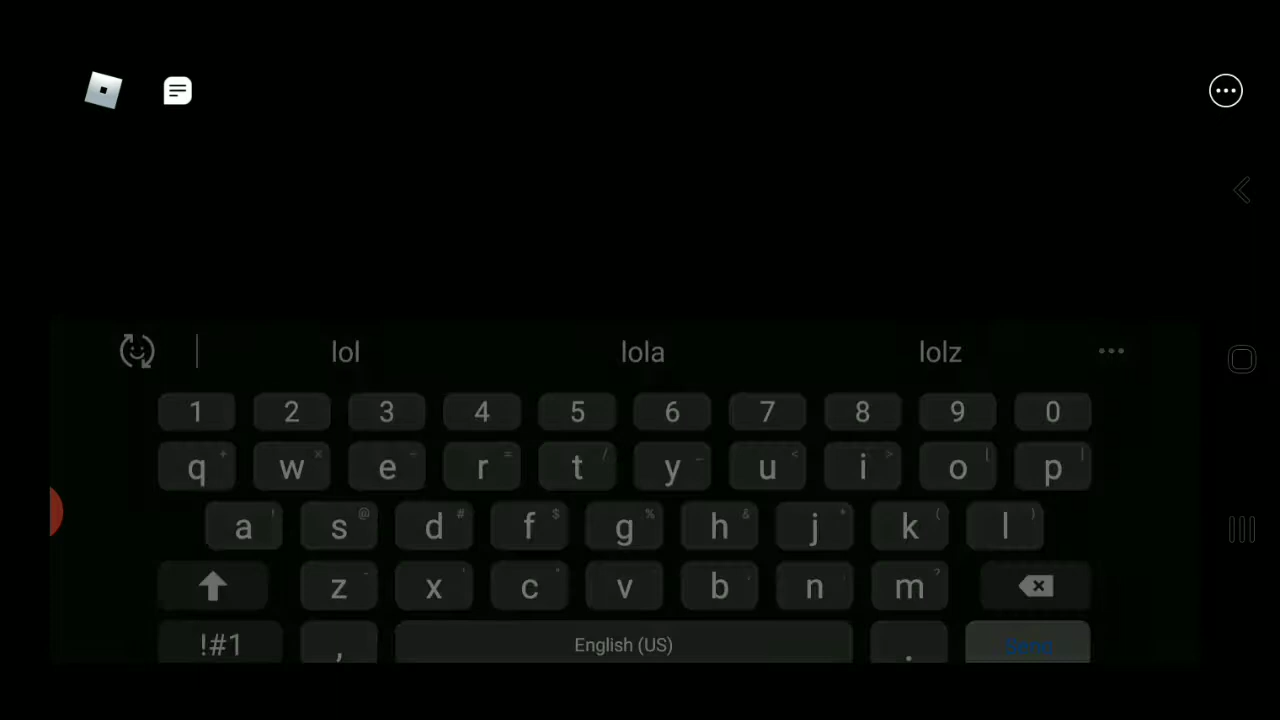 lol lola lolz
1 2 3 4 5 6 7 8 9 0
q w e r t y u i o p
a s d f g h j k l
z x c v b n m
!#1 , English (US) . Send